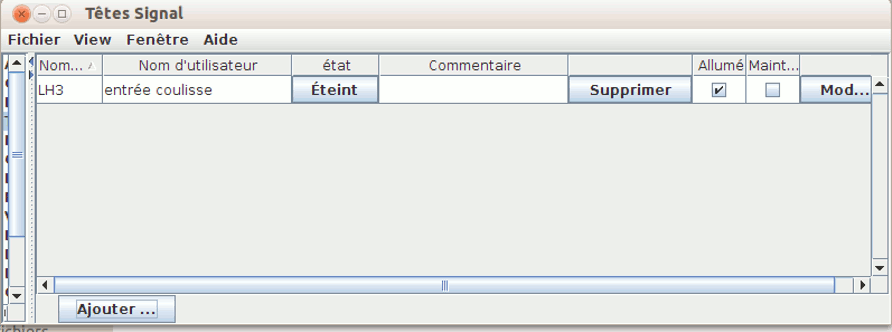 Têtes Signal
Fichier View Fenêtre Aide
Nom... Nom d'utilisateur état Commentaire Allumé Maint...
LH3 entrée coulisse Éteint Supprimer Mod...
Ajouter ...